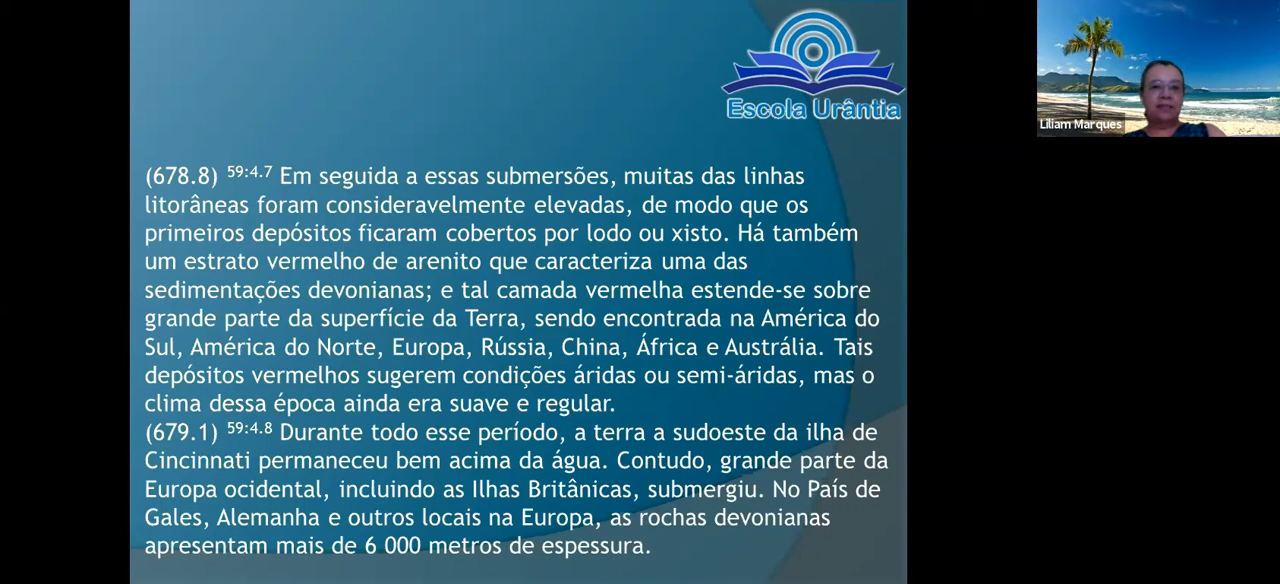 Escola Urântia
Liliam Marques
(678.8) 59:4.7 Em seguida a essas submersões, muitas das linhas
litorâneas foram consideravelmente elevadas, de modo que os
primeiros depósitos ficaram cobertos por lodo ou xisto. Há também
um estrato vermelho de arenito que caracteriza uma das
sedimentações devonianas; e tal camada vermelha estende-se sobre
grande parte da superfície da Terra, sendo encontrada na América do
Sul, América do Norte, Europa, Rússia, China, África e Austrália. Tais
depósitos vermelhos sugerem condições áridas ou semi-áridas, mas o
clima dessa época ainda era suave e regular.
(679.1) 59:4.8 Durante todo esse período, a terra a sudoeste da ilha de
Cincinnati permaneceu bem acima da água. Contudo, grande parte da
Europa ocidental, incluindo as Ilhas Britânicas, submergiu. No País de
Gales, Alemanha e outros locais na Europa, as rochas devonianas
apresentam mais de 6 000 metros de espessura.